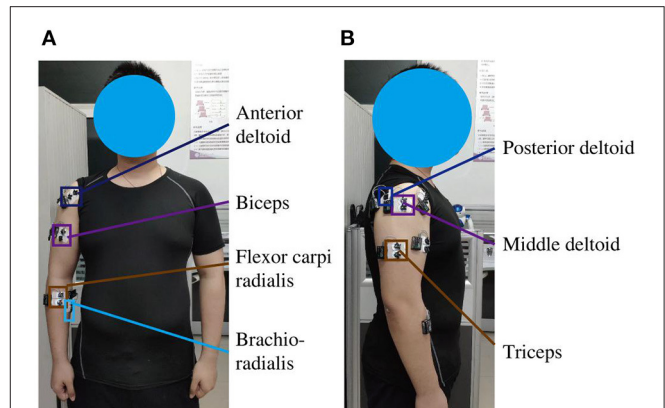 A
B
Anterior
deltoid
Biceps
Flexor carpi
radialis
Brachio-
radialis
Posterior deltoid
Middle deltoid
Triceps